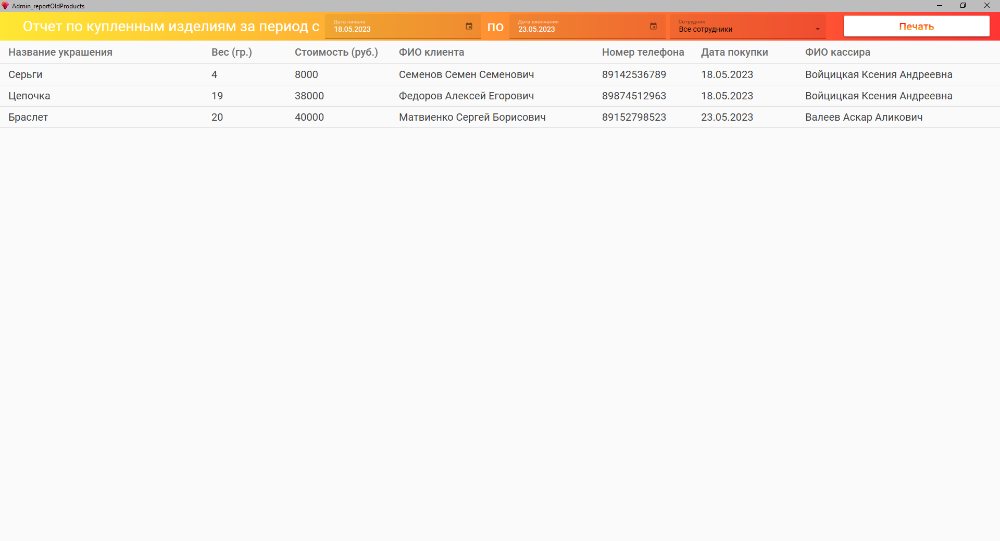 Admin_reportOldProducts
Отчет по купленным изделиям за период с Дата начала 18.05.2023 по Дата окончания 23.05.2023 Сотрудник Все сотрудники Печать
Название украшения Вес (гр.) Стоимость (руб.) ФИО клиента Номер телефона Дата покупки ФИО кассира
Серьги 4 8000 Семенов Семен Семенович 89142536789 18.05.2023 Войцицкая Ксения Андреевна
Цепочка 19 38000 Федоров Алексей Егорович 89874512963 18.05.2023 Войцицкая Ксения Андреевна
Браслет 20 40000 Матвиенко Сергей Борисович 89152798523 23.05.2023 Валеев Аскар Аликович